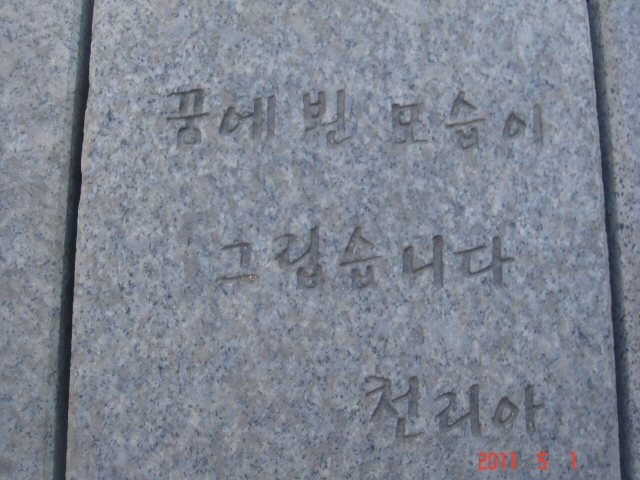 꿈에 뵌 모습이
그립습니다
천리아
2011 5 1